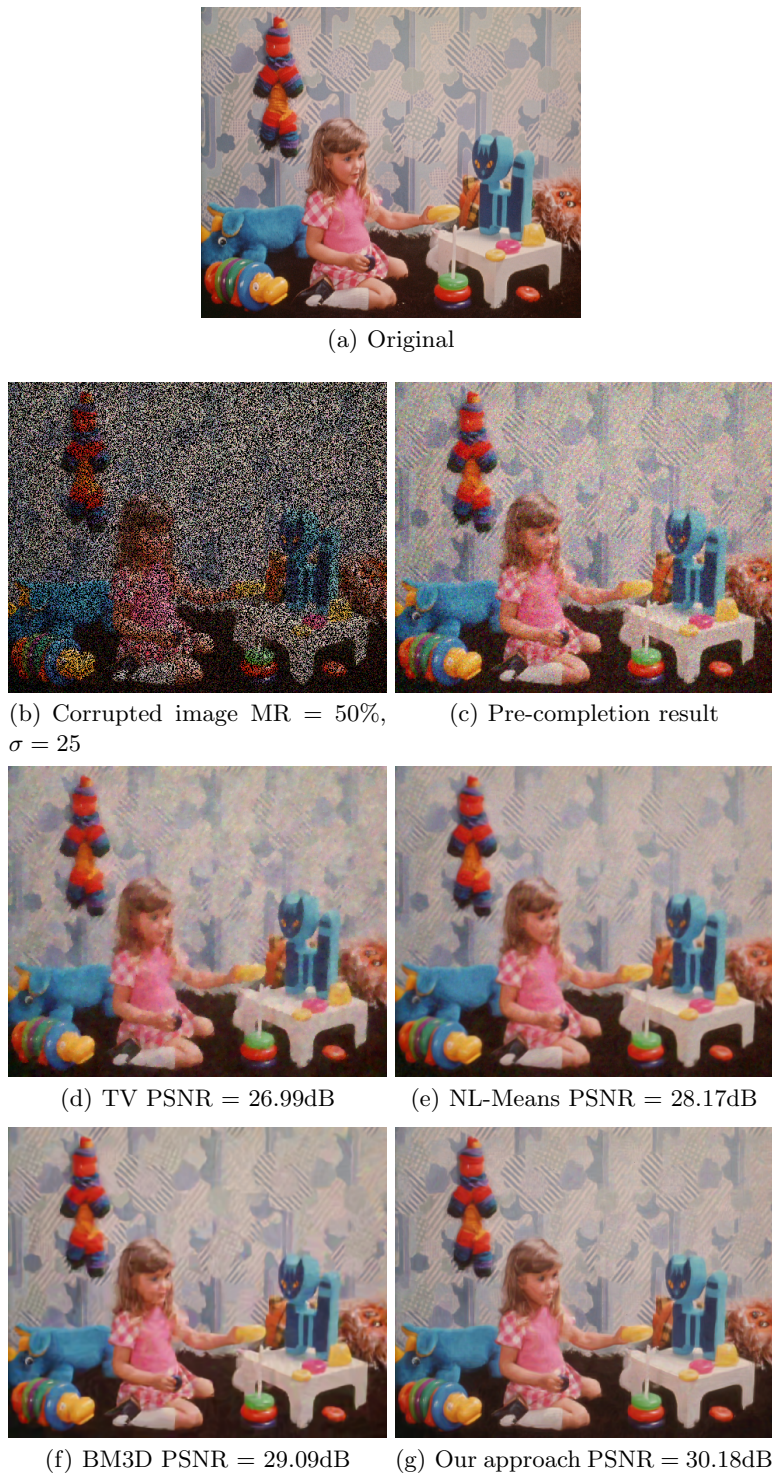 (a) Original
(b) Corrupted image MR = 50%,
σ = 25
(c) Pre-completion result
(d) TV PSNR = 26.99dB
(e) NL-Means PSNR = 28.17dB
(f) BM3D PSNR = 29.09dB
(g) Our approach PSNR = 30.18dB